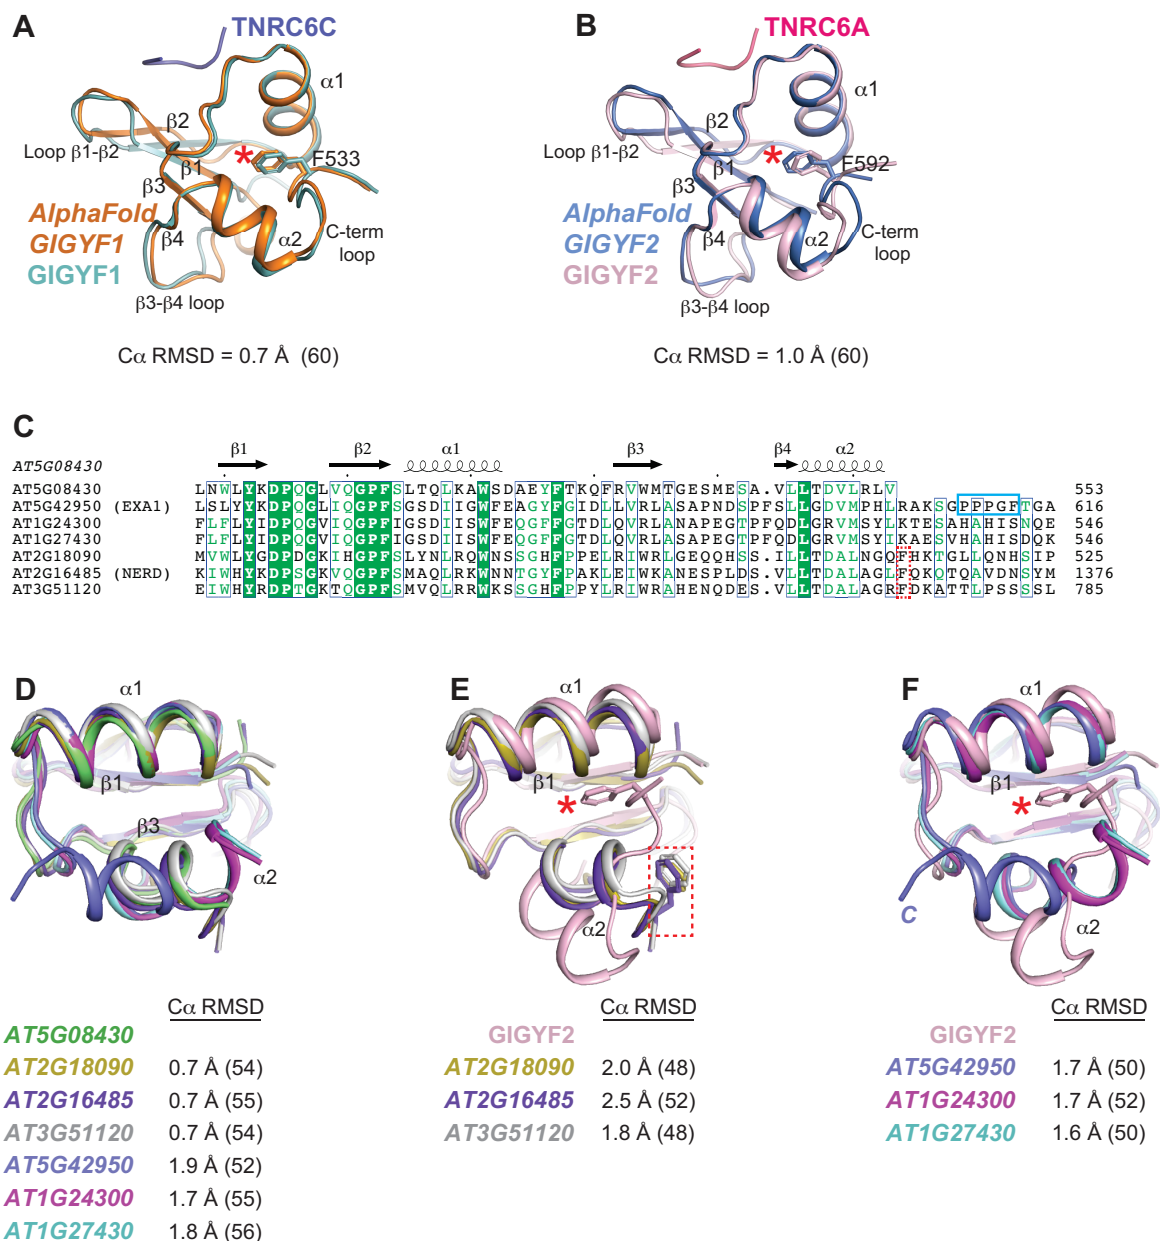 A
TNRC6C
α1
β2
Loop β1-β2
*
F533
β1
β3
AlphaFold
GIGYF1
GIGYF1
β4
α2
C-term
loop
β3-β4 loop
Cα RMSD = 0.7 Å (60)
B
TNRC6A
α1
β2
Loop β1-β2
*
F592
β1
β3
AlphaFold
GIGYF2
GIGYF2
β4
α2
C-term
loop
β3-β4 loop
Cα RMSD = 1.0 Å (60)
C
β1 β2 α1 β3 β4 α2
AT5G08430
AT5G08430 LNWLYKDPQGLVQGPFSLTQLKAWSDAEYFTKQFRVWMTGESMESA.VLLTDVLRLV 553
AT5G42950 (EXA1) LSLYYKDPQGLIQGPFSGSDIIGWFEAGYFGIDLLVRLASAPNDSPFSLLGDVMPHLRAKSGPPPGFTGA 616
AT1G24300 FLFLYIDPQGVIQGPFIGSDIISWFEQGFFGTDLQVRLASAPEGTPFQDLGRVMSYLKTESAHAHISNQE 546
AT1G27430 FLFLYIDPQGVIQGPFIGSDIISWFEQGFFGTDLQVRLASAPEGTPFQDLGRVMSYIKAESVHAHISDQK 546
AT2G18090 MVWLYGDPDGKIHGPFSLYNLRQWNSSGHFPPELRIWRLGEQQHSS.ILLTDALNGQFHKTGLLQNHSIP 525
AT2G16485 (NERD) KIWHYKDPSGKVQGPFSMAQLRKWNNTGYFPAKLEIWKANESPLDS.VLLTDALAGLFQKQTQAVDNSYM 1376
AT3G51120 EIWHYRDPTGKTQGPFSMVQLRRWKSSGHFPPYLRIWRAHENQDES.VLLTDALAGRFDKATTLPSSSSL 785
D
α1
β1
β3
α2
Cα RMSD
AT5G08430
AT2G18090 0.7 Å (54)
AT2G16485 0.7 Å (55)
AT3G51120 0.7 Å (54)
AT5G42950 1.9 Å (52)
AT1G24300 1.7 Å (55)
AT1G27430 1.8 Å (56)
E
α1
β1
*
α2
Cα RMSD
GIGYF2
AT2G18090 2.0 Å (48)
AT2G16485 2.5 Å (52)
AT3G51120 1.8 Å (48)
F
α1
β1
*
C
α2
Cα RMSD
GIGYF2
AT5G42950 1.7 Å (50)
AT1G24300 1.7 Å (52)
AT1G27430 1.6 Å (50)